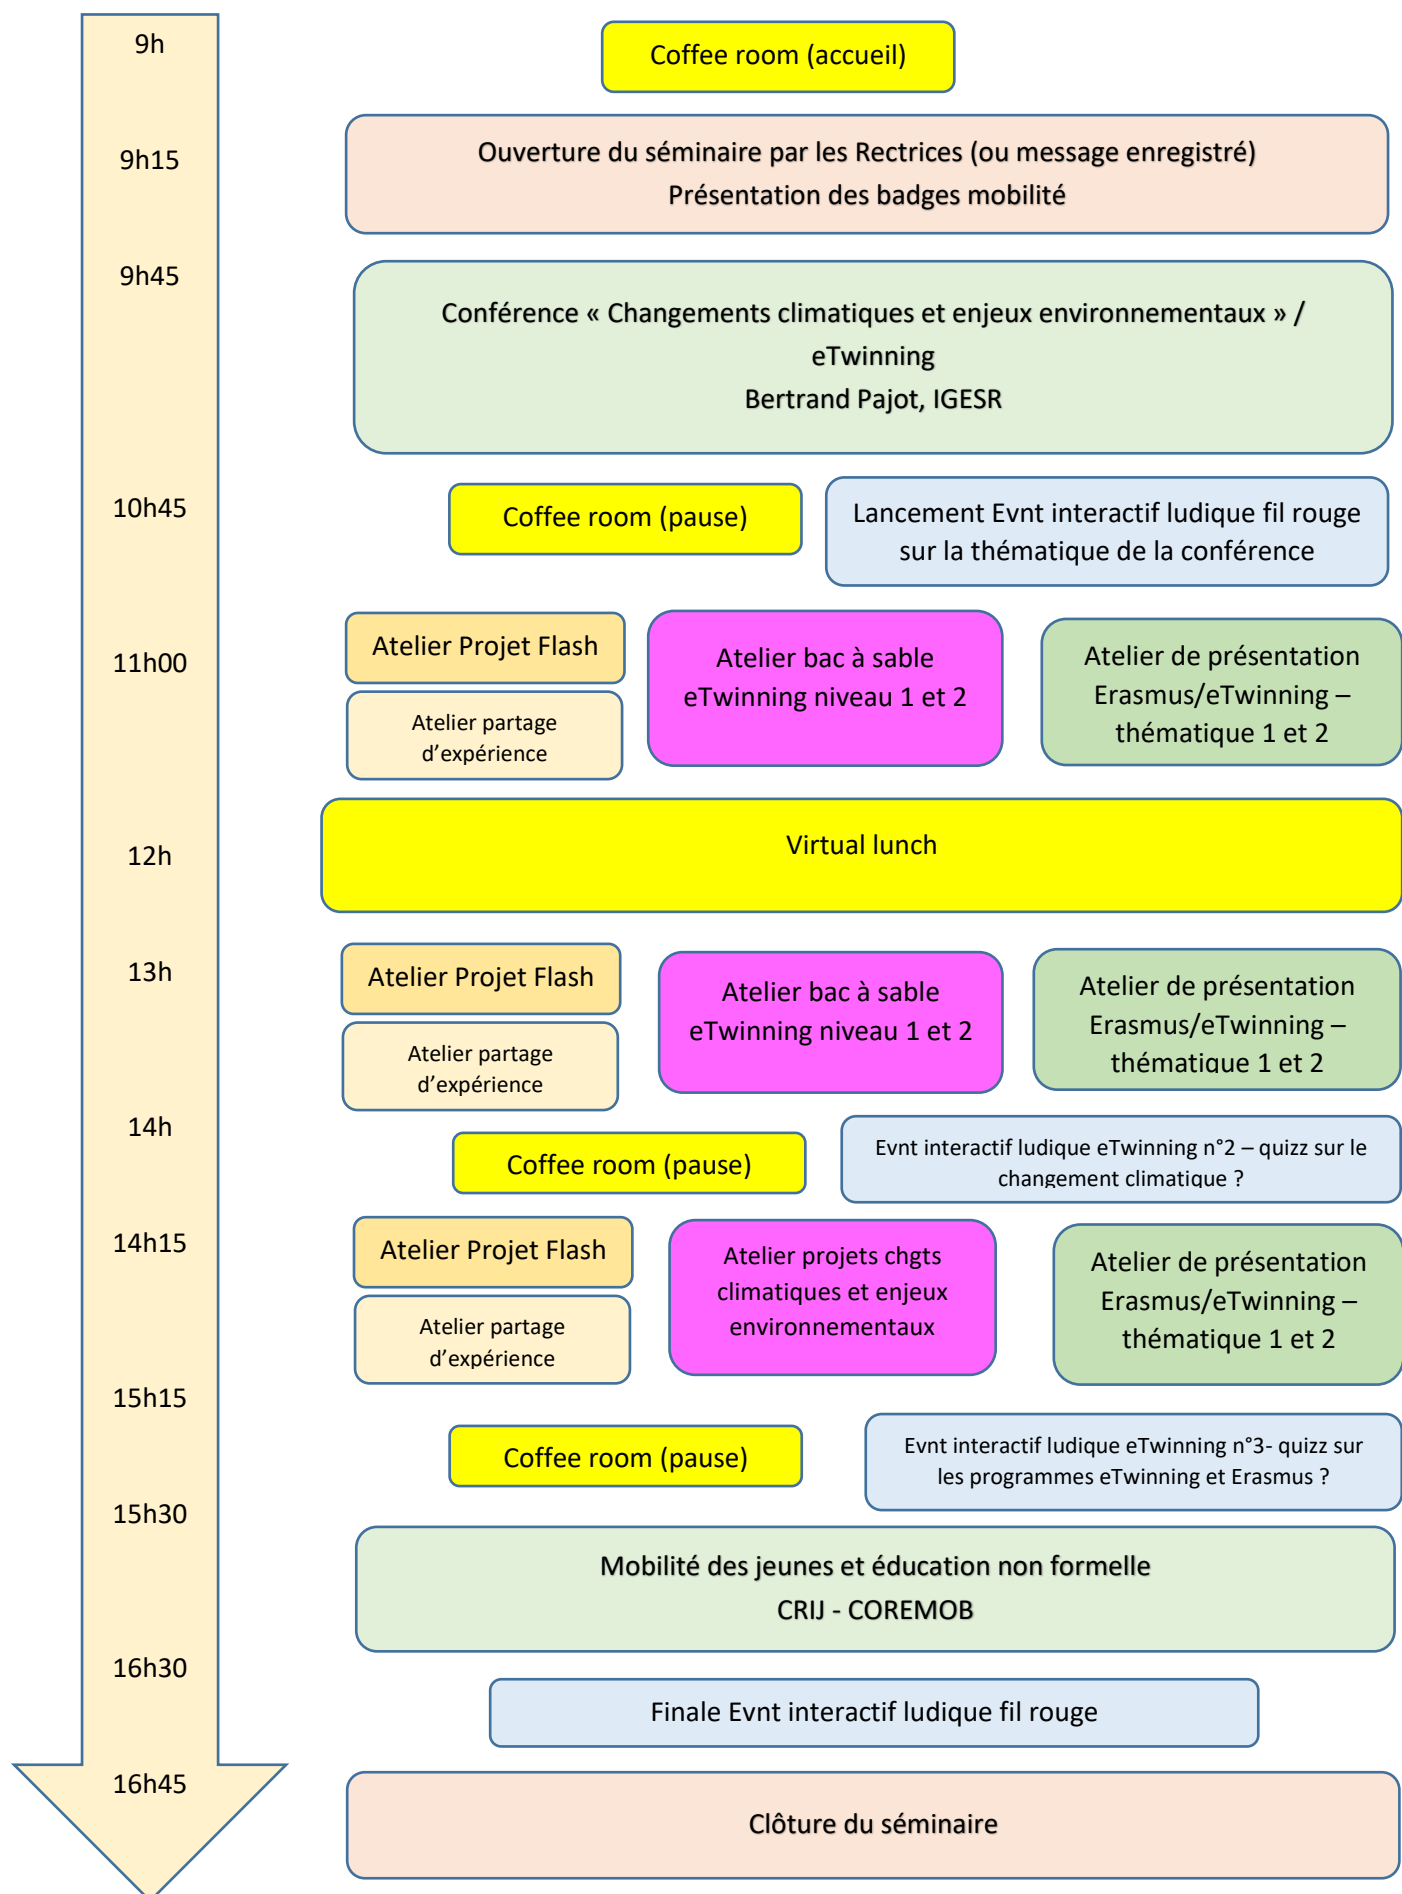 9h
Coffee room (accueil)
9h15
Ouverture du séminaire par les Rectrices (ou message enregistré)
Présentation des badges mobilité
9h45
Conférence « Changements climatiques et enjeux environnementaux » /
eTwinning
Bertrand Pajot, IGESR
10h45
Coffee room (pause)
Lancement Evnt interactif ludique fil rouge
sur la thématique de la conférence
11h00
Atelier Projet Flash
Atelier partage
d’expérience
Atelier bac à sable
eTwinning niveau 1 et 2
Atelier de présentation
Erasmus/eTwinning –
thématique 1 et 2
12h
Virtual lunch
13h
Atelier Projet Flash
Atelier partage
d’expérience
Atelier bac à sable
eTwinning niveau 1 et 2
Atelier de présentation
Erasmus/eTwinning –
thématique 1 et 2
14h
Coffee room (pause)
Evnt interactif ludique eTwinning n°2 – quizz sur le
changement climatique ?
14h15
Atelier Projet Flash
Atelier partage
d’expérience
Atelier projets chgts
climatiques et enjeux
environnementaux
Atelier de présentation
Erasmus/eTwinning –
thématique 1 et 2
15h15
Coffee room (pause)
Evnt interactif ludique eTwinning n°3- quizz sur
les programmes eTwinning et Erasmus ?
15h30
Mobilité des jeunes et éducation non formelle
CRIJ - COREMOB
16h30
Finale Evnt interactif ludique fil rouge
16h45
Clôture du séminaire